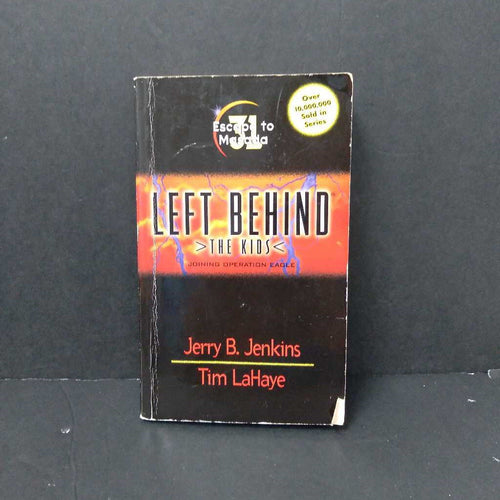 31
Escape to
Masada
Over
10,000,000
Sold in
Series
LEFT BEHIND
>THE KIDS<
JOINING OPERATION EAGLE
Jerry B. Jenkins
Tim LaHaye